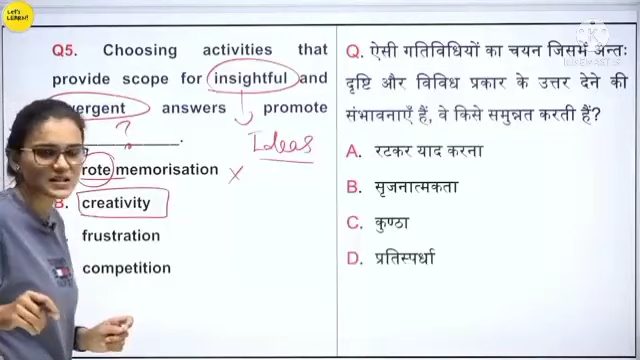 LET'S
LEARN!
Q5. Choosing activities that
provide scope for insightful and
answers promote
?
Ideas
rote memorisation X
B. creativity
frustration
competition
Q. ऐसी गतिविधियों का चयन जिसमें अन्तः
दृष्टि और विविध प्रकार के उत्तर देने की
संभावनाएँ हैं, वे किसे समुन्नत करती हैं?
A. रटकर याद करना
B. सृजनात्मकता
C. कुण्ठा
D. प्रतिस्पर्धा